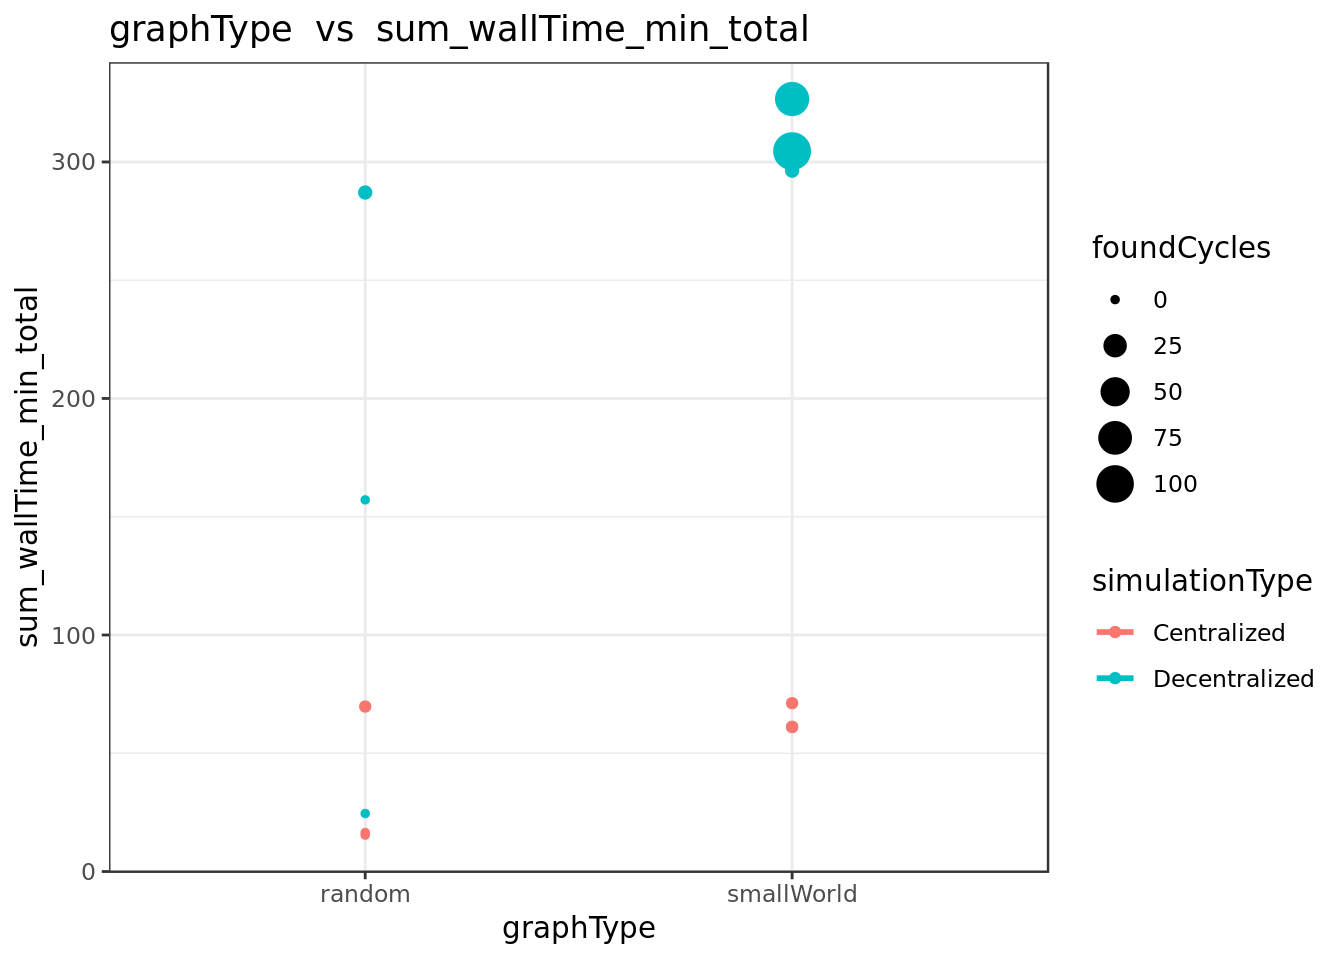 graphType vs sum_wallTime_min_total
sum_wallTime_min_total
300
200
100
0
random
smallWorld
graphType
foundCycles
0
25
50
75
100
simulationType
Centralized
Decentralized